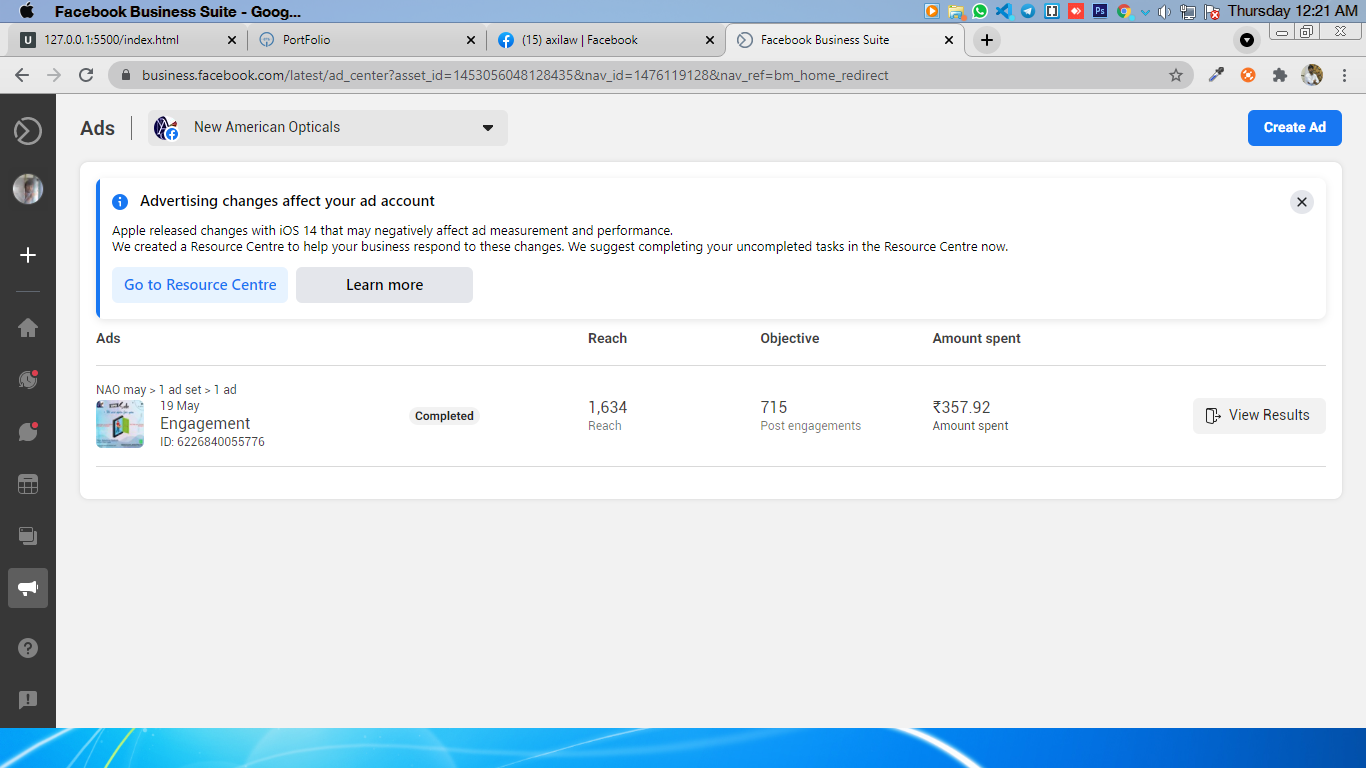 Facebook Business Suite - Goog...
Ps
Thursday 12:21 AM
U 127.0.0.1:5500/index.html
PortFolio
(15) axilaw | Facebook
Facebook Business Suite
business.facebook.com/latest/ad_center?asset_id=1453056048128435&nav_id=1476119128&nav_ref=bm_home_redirect
Ads
New American Opticals
Create Ad
Advertising changes affect your ad account
Apple released changes with iOS 14 that may negatively affect ad measurement and performance.
We created a Resource Centre to help your business respond to these changes. We suggest completing your uncompleted tasks in the Resource Centre now.
Go to Resource Centre
Learn more
Ads Reach Objective Amount spent
NAO may > 1 ad set > 1 ad
19 May
Engagement
ID: 6226840055776
Completed
1,634
Reach
715
Post engagements
₹357.92
Amount spent
View Results